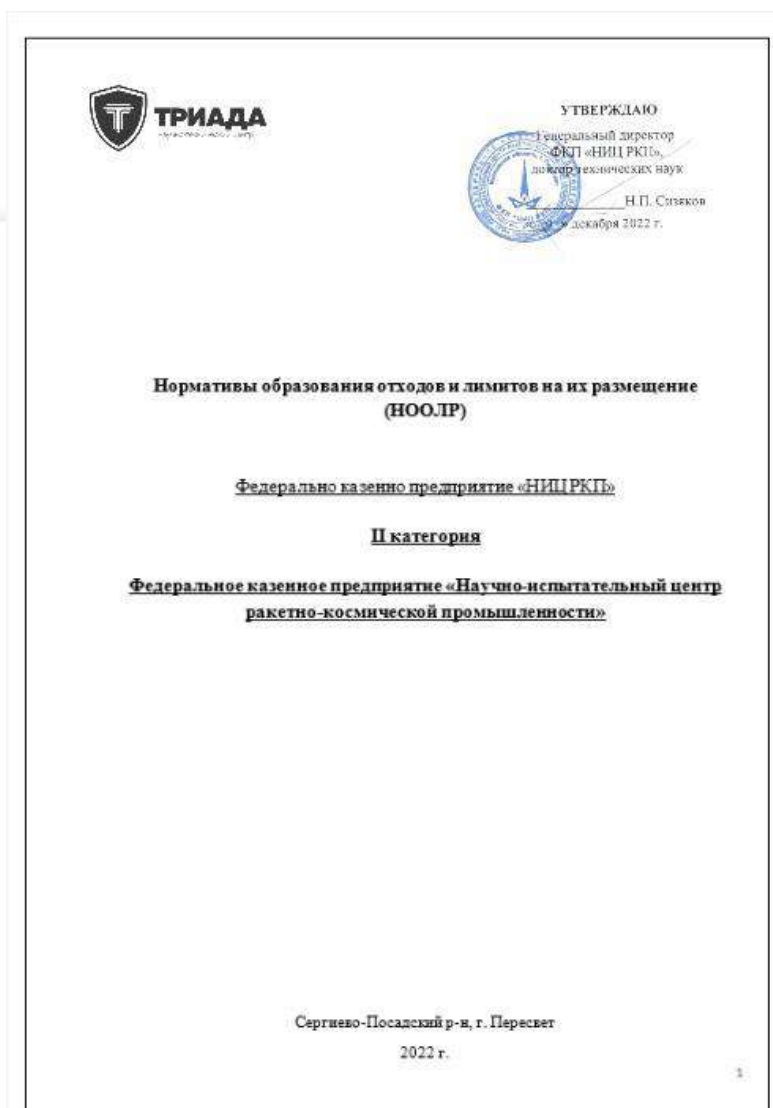 ТРИАДА
УТВЕРЖДАЮ
Генеральный директор
ФКП «НИЦ РКП»,
доктор технических наук
Н.П. Сизяков
декабря 2022 г.
Нормативы образования отходов и лимитов на их размещение
(НООЛР)
Федерально казенно предприятие «НИЦ РКП»
II категория
Федеральное казенное предприятие «Научно-испытательный центр
ракетно-космической промышленности»
Сергиево-Посадский р-н, г. Пересвет
2022 г.
1